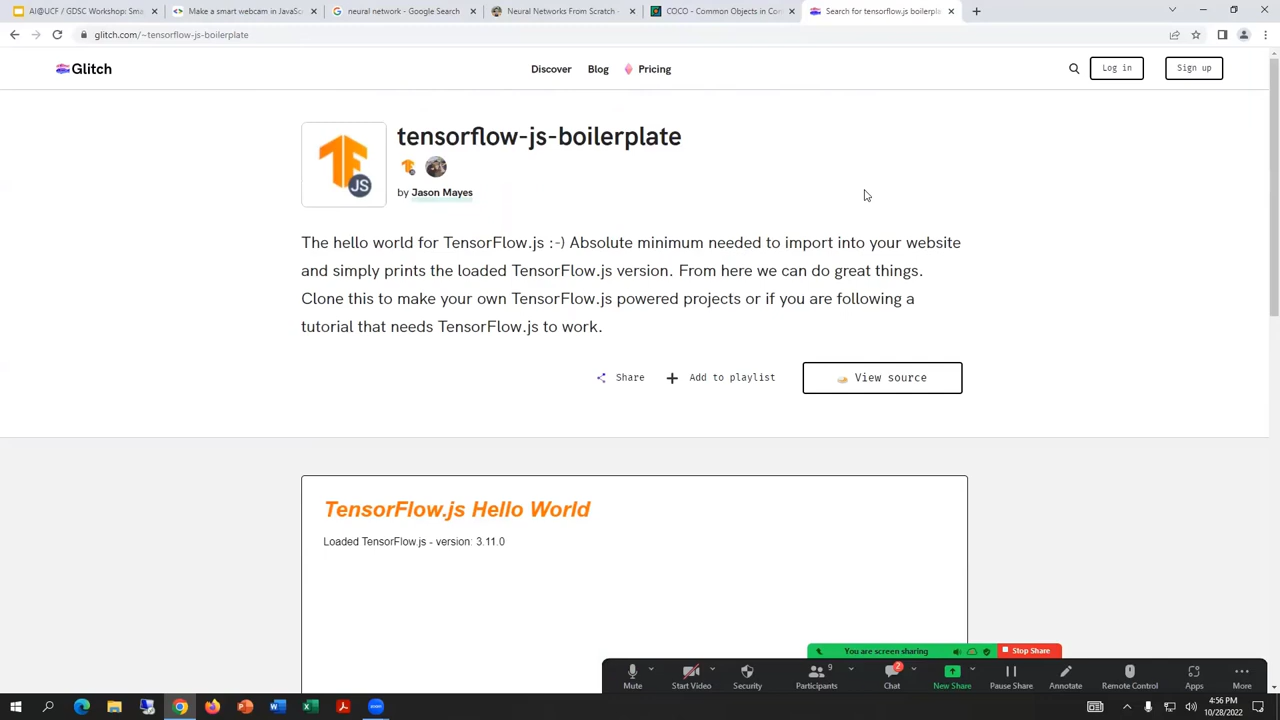 AI@UCF / GDSC Workshop: Sma
Make a smart webcam in JavaSc
neural network - Google Search
Neural Networks From Scratch -
COCO - Common Objects in Con
Search for tensorflow.js boilerpla
glitch.com/~tensorflow-js-boilerplate
Glitch
Discover
Blog
Pricing
Log in
Sign up
TF
JS
tensorflow-js-boilerplate
by Jason Mayes
The hello world for TensorFlow.js :-) Absolute minimum needed to import into your website
and simply prints the loaded TensorFlow.js version. From here we can do great things.
Clone this to make your own TensorFlow.js powered projects or if you are following a
tutorial that needs TensorFlow.js to work.
Share
Add to playlist
View source
TensorFlow.js Hello World
Loaded TensorFlow.js - version: 3.11.0
You are screen sharing
Stop Share
9
2
Mute
Start Video
Security
Participants
Chat
New Share
Pause Share
Annotate
Remote Control
Apps
More
4:56 PM
10/28/2022